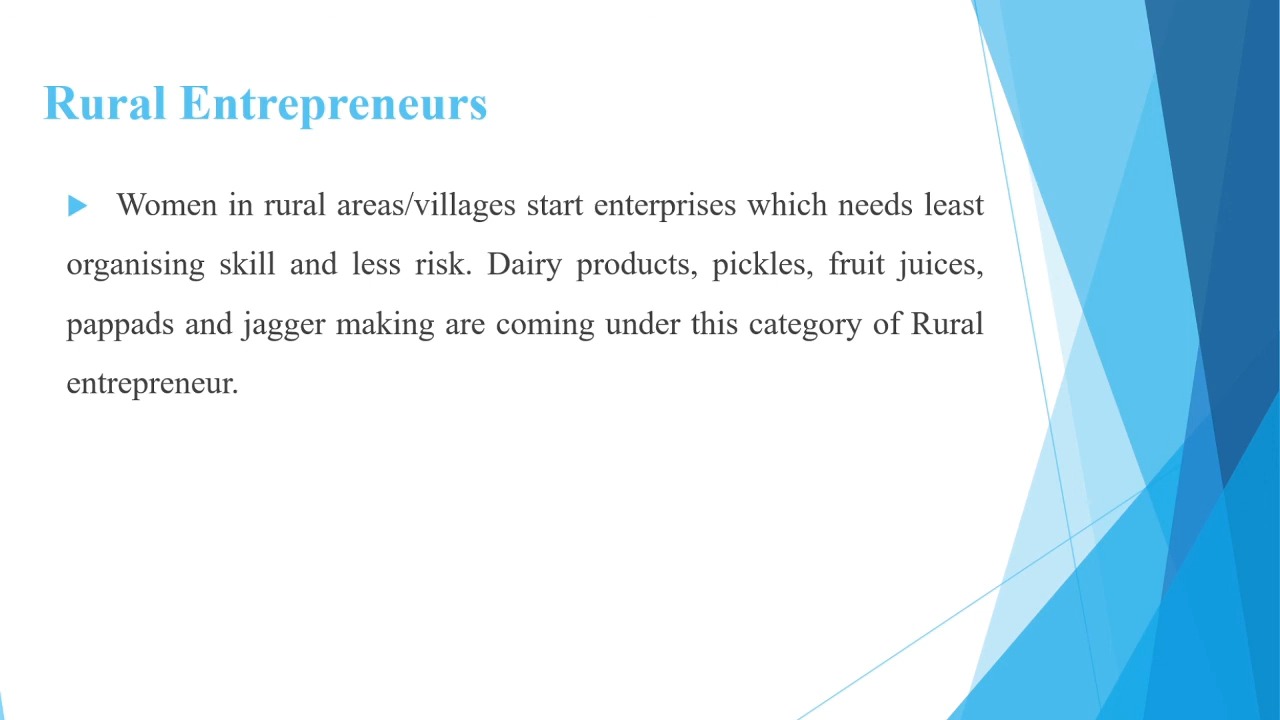 Rural Entrepreneurs
Women in rural areas/villages start enterprises which needs least
organising skill and less risk. Dairy products, pickles, fruit juices,
pappads and jagger making are coming under this category of Rural
entrepreneur.